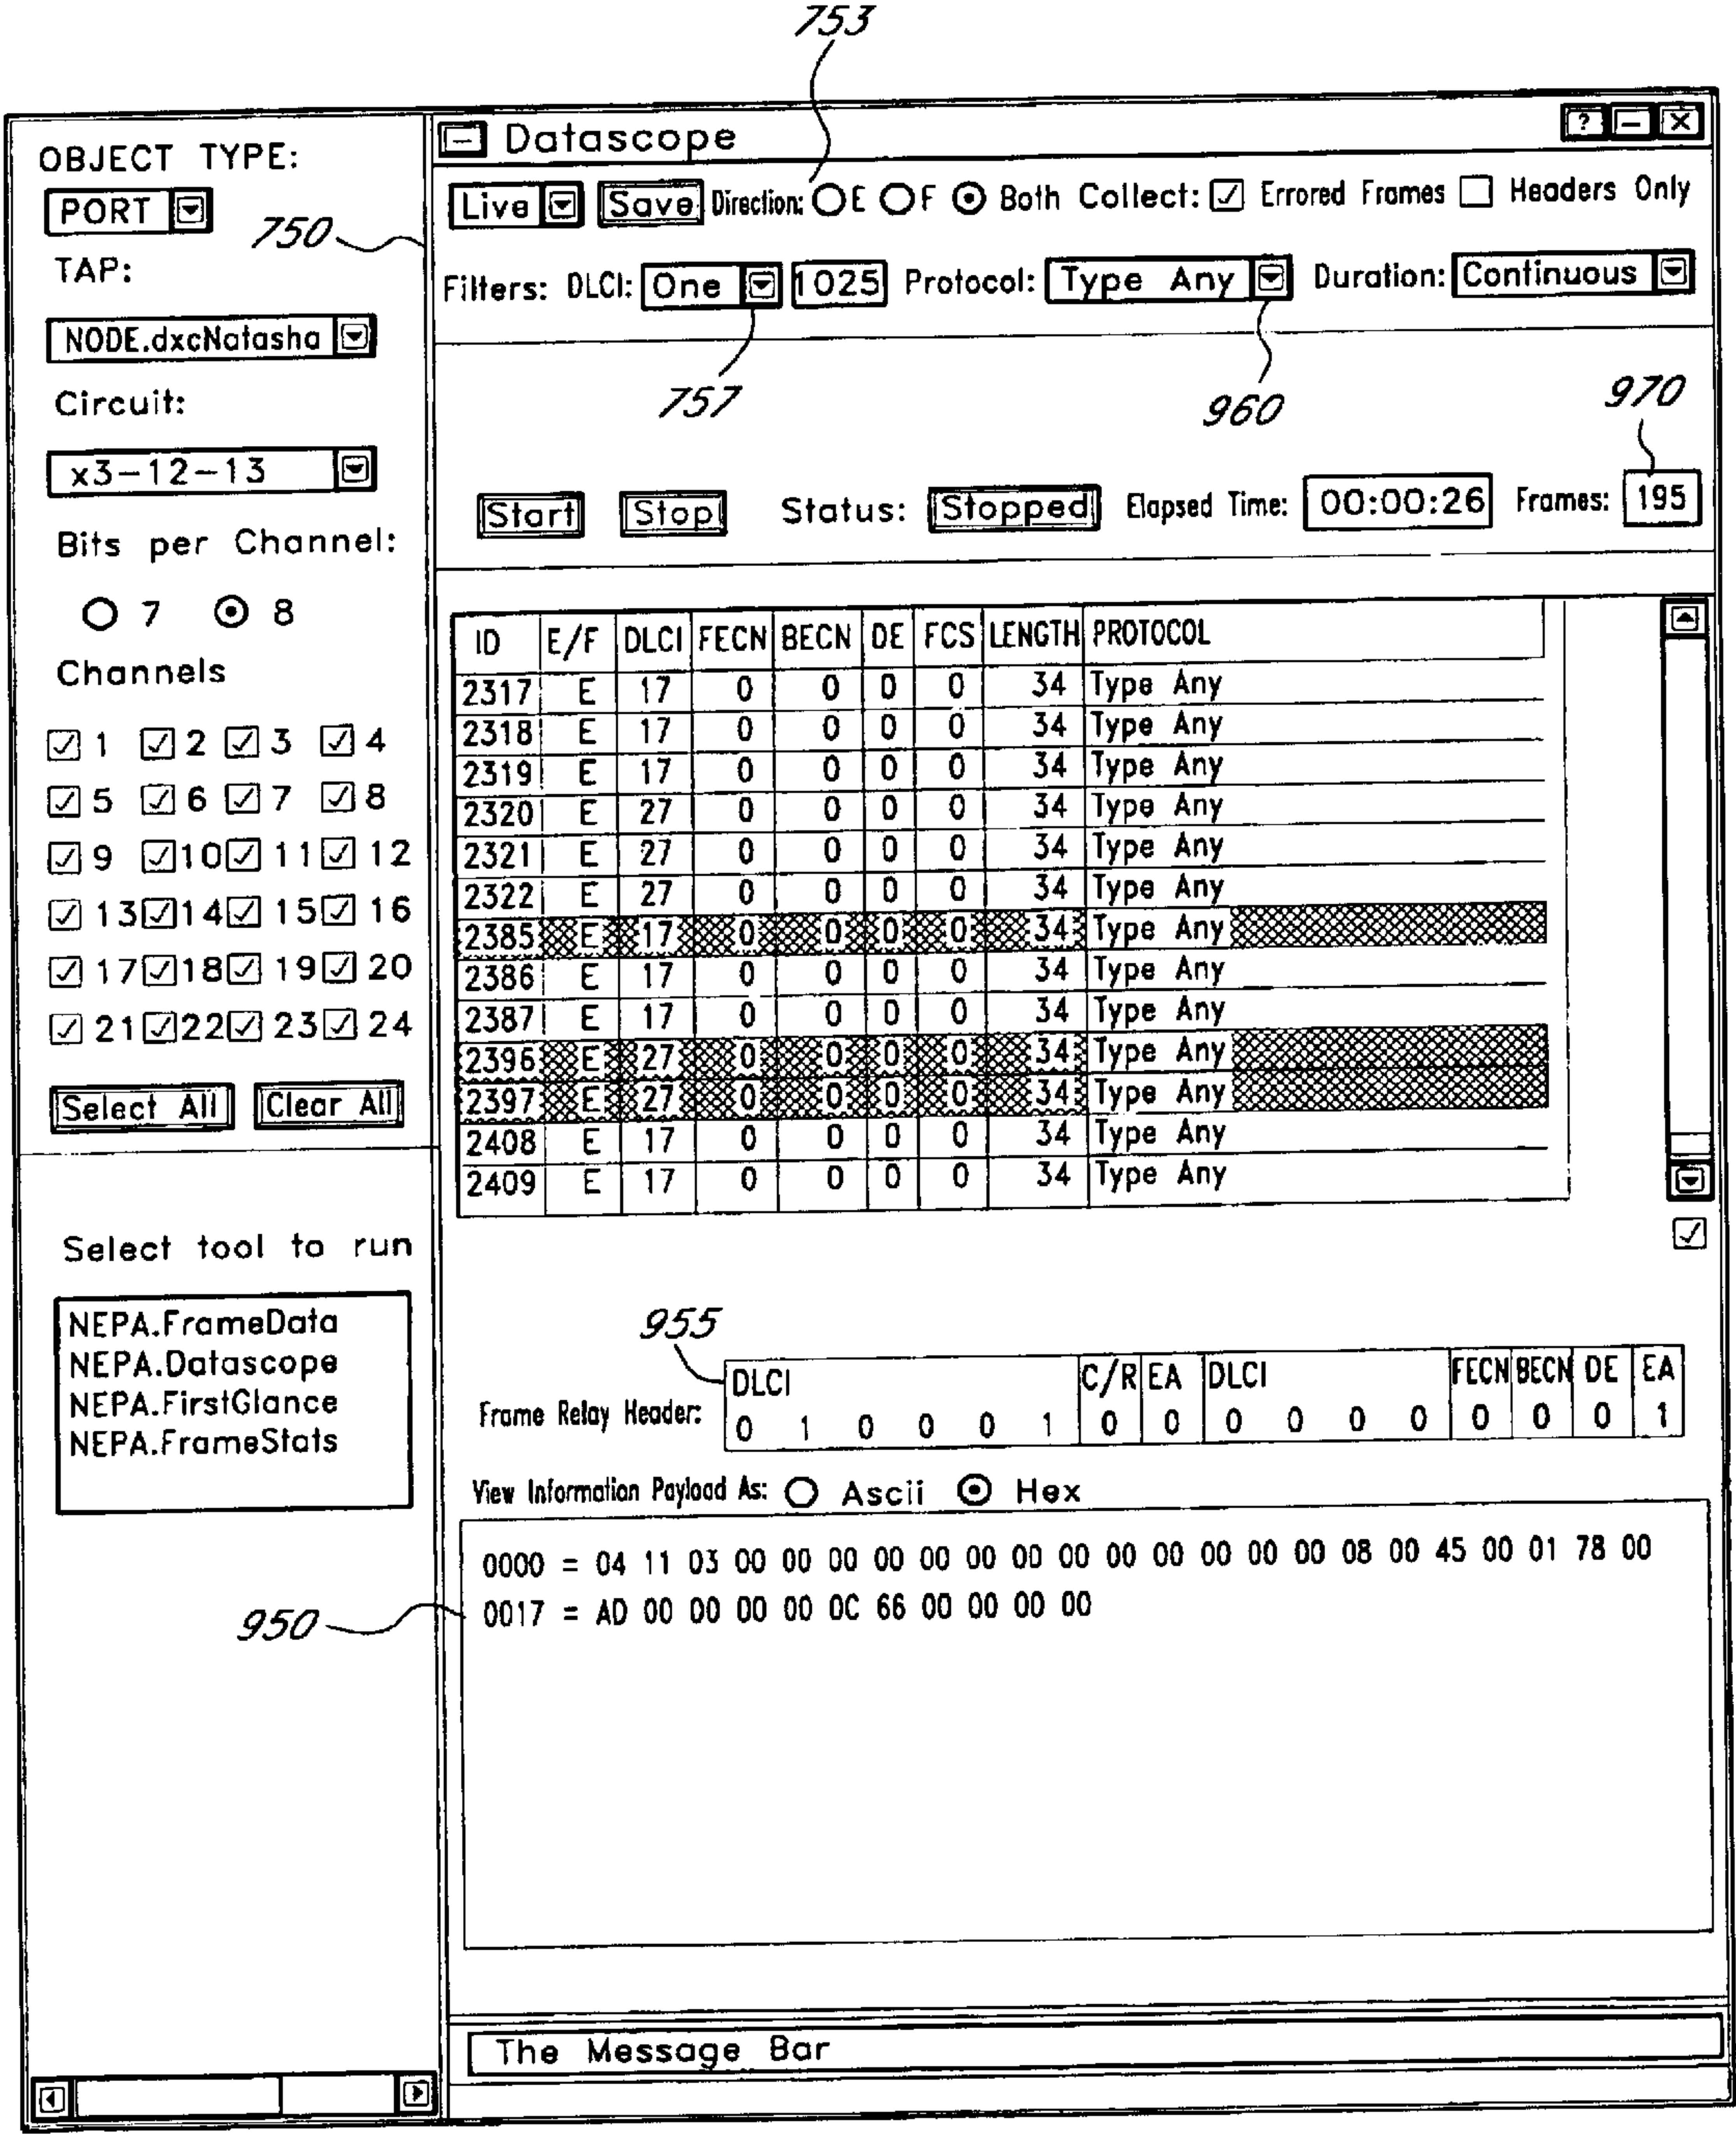 753
OBJECT TYPE:
PORT
750
TAP:
NODE.dxcNatasha
Circuit:
x3-12-13
Bits per Channel:
7 8
Channels
1 2 3 4
5 6 7 8
9 10 11 12
13 14 15 16
17 18 19 20
21 22 23 24
Select All Clear All
Select tool to run
NEPA.FrameData
NEPA.Datascope
NEPA.FirstGlance
NEPA.FrameStats
Datascope ? – X
Live Save Direction: E F Both Collect: Errored Frames Headers Only
Filters: DLCI: One 1025 Protocol: Type Any Duration: Continuous
757 960 970
Start Stop Status: Stopped Elapsed Time: 00:00:26 Frames: 195
ID E/F DLCI FECN BECN DE FCS LENGTH PROTOCOL
2317 E 17 0 0 0 0 34 Type Any
2318 E 17 0 0 0 0 34 Type Any
2319 E 17 0 0 0 0 34 Type Any
2320 E 27 0 0 0 0 34 Type Any
2321 E 27 0 0 0 0 34 Type Any
2322 E 27 0 0 0 0 34 Type Any
2385 E 17 0 0 0 0 34 Type Any
2386 E 17 0 0 0 0 34 Type Any
2387 E 17 0 0 0 0 34 Type Any
2396 E 27 0 0 0 0 34 Type Any
2397 E 27 0 0 0 0 34 Type Any
2408 E 17 0 0 0 0 34 Type Any
2409 E 17 0 0 0 0 34 Type Any
955
DLCI C/R EA DLCI FECN BECN DE EA
Frame Relay Header: 0 1 0 0 0 1 0 0 0 0 0 0 0 0 0 1
View Information Payload As: Ascii Hex
0000 = 04 11 03 00 00 00 00 00 00 00 00 00 00 00 00 00 08 00 45 00 01 78 00
0017 = AD 00 00 00 00 0C 66 00 00 00 00
950
The Message Bar